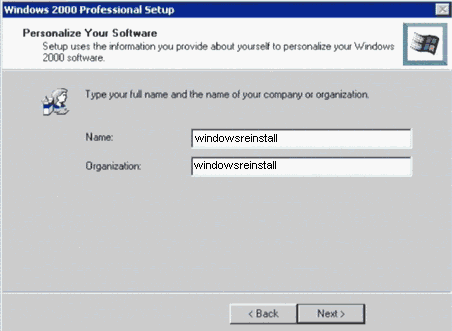 Windows 2000 Professional Setup
Personalize Your Software
Setup uses the information you provide about yourself to personalize your Windows
2000 software.
Type your full name and the name of your company or organization.
Name:
windowsreinstall
Organization:
windowsreinstall
< Back
Next >